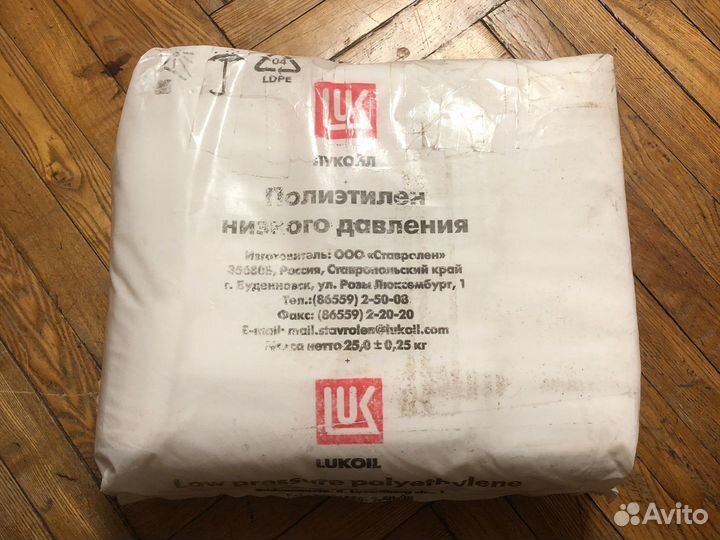 04
LDPE
LUK
ЛУКОЙЛ
Полиэтилен
низкого давления
Изготовитель: ООО «Ставролен»
356808, Россия, Ставропольский край
г. Буденновск, ул. Розы Люксембург, 1
Тел.:(86559) 2-50-08
Факс: (86559) 2-20-20
E-mail: mail.stavrolen@lukoil.com
Масса нетто 25,0 ± 0,25 кг
LUK
LUKOIL
Low pressure polyethylene
Avito